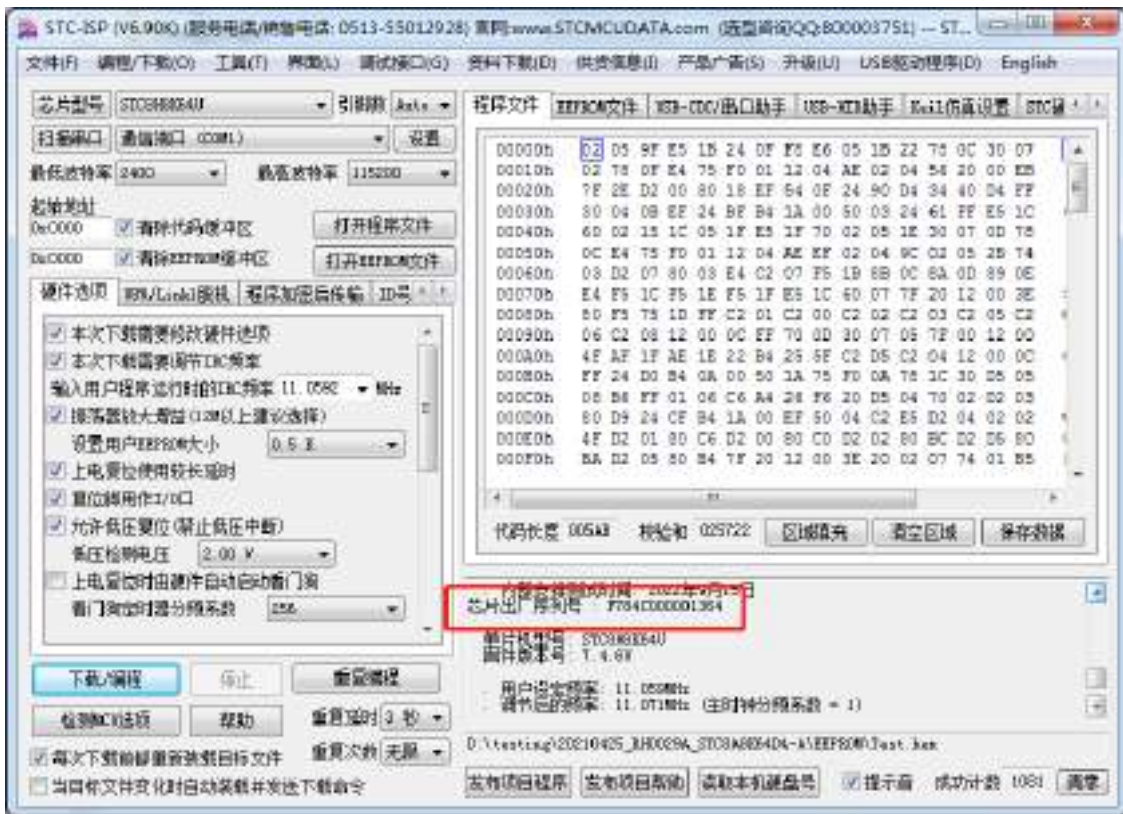 STC-ISP (V6.90K) (服务电话/销售电话: 0513-55012928) 官网:www.STCMCUDATA.com (选型咨询QQ:800003751) -- ST...
文件(F) 编程/下载(O) 工具(T) 界面(L) 调试接口(G) 资料下载(D) 供货信息(I) 产品广告(S) 升级(U) USB驱动程序(D) English
芯片型号 STC8H8K64U 引脚数 Auto
扫描串口 通信端口 (COM1) 设置
最低波特率 2400 最高波特率 115200
起始地址
0x0000 清除代码缓冲区 打开程序文件
0x0000 清除EEPROM缓冲区 打开EEPROM文件
硬件选项 程序加密后传输 ID号
本次下载需要修改硬件选项
本次下载需要调节IRC频率
输入用户程序运行时的IRC频率 11.0592 MHz
振荡器放大增益(12M以上建议选择)
设置用户EEPROM大小 0.5 K
上电复位使用较长延时
复位脚用作I/O口
允许低压复位(禁止低压中断)
低压检测电压 2.00 V
上电复位时由硬件自动启动看门狗
看门狗定时器分频系数 256
下载/编程 停止 重复编程
检测MCU选项 帮助 重复延时 3 秒
每次下载前都重新装载目标文件 重复次数 无限
当目标文件变化时自动装载并发送下载命令
程序文件 EEPROM文件 USB-CDC/串口助手 USB-HID助手 Keil仿真设置
00000h 02 05 9F E5 1B 24 0F F8 E6 05 1B 22 78 0C 30 07
00010h 02 78 0F E4 75 F0 01 12 04 AE 02 04 56 20 00 EB
00020h 7F 2E D2 00 80 18 EF 54 0F 24 90 D4 34 40 D4 FF
00030h 30 04 0B EF 24 BF B4 1A 00 50 03 24 61 FF E5 1C
00040h 60 02 15 1C 05 1F E5 1F 70 02 05 1E 30 07 0D 78
00050h 0C E4 75 F0 01 12 04 AE EF 02 04 9C 02 05 2B 74
00060h 03 D2 07 80 03 E4 C2 07 F5 1B 8B 0C 8A 0D 89 0E
00070h E4 F5 1C F5 1E F5 1F E5 1C 60 07 7F 20 12 00 3E
00080h 80 F5 75 1D FF C2 01 C2 00 C2 02 C2 03 C2 05 C2
00090h 06 C2 08 12 00 0C FF 70 0D 30 07 05 7F 00 12 00
000A0h 4F AF 1F AE 1E 22 B4 25 5F C2 D5 C2 04 12 00 0C
000B0h FF 24 D0 B4 0A 00 50 1A 75 F0 0A 78 1C 30 D5 05
000C0h 08 B6 FF 01 06 C6 A4 26 F6 20 D5 04 70 02 D2 03
000D0h 80 D9 24 CF B4 1A 00 EF 50 04 C2 E5 D2 04 02 02
000E0h 4F D2 01 80 C6 D2 00 80 C0 D2 02 80 BC D2 D5 80
000F0h BA D2 05 80 B4 7F 20 12 00 3E 20 02 07 74 01 B5
代码长度 005AB 校验和 025722 区域填充 清空区域 保存数据
芯片出厂序列号 : F784C000001364
单片机型号: STC8H8K64U
固件版本号: 7.4.6V
用户设定频率: 11.059MHz
调节后的频率: 11.071MHz (主时钟分频系数 = 1)
发布项目程序 发布项目帮助 读取本机硬盘号 提示音 成功计数 1081 清零